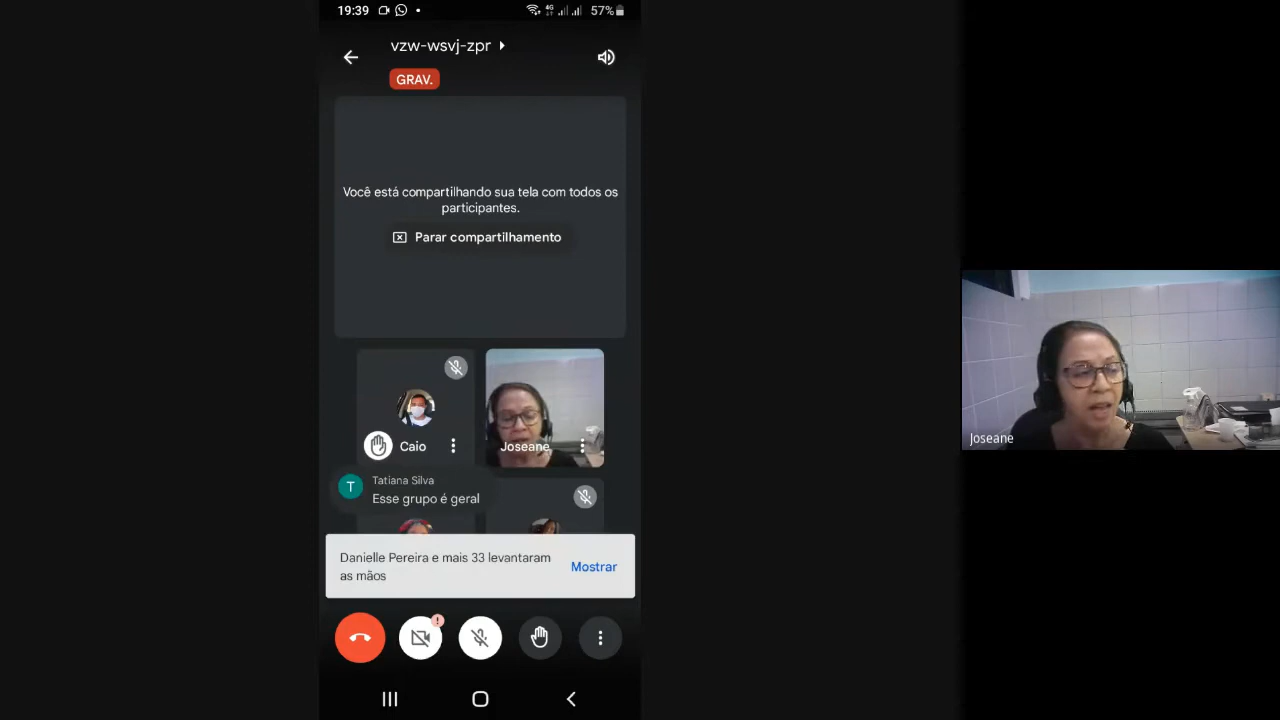 19:39
4G
57%
vzw-wsvj-zpr
GRAV.
Você está compartilhando sua tela com todos os
participantes.
Parar compartilhamento
Caio
Joseane
T
Tatiana Silva
Esse grupo é geral
Danielle Pereira e mais 33 levantaram
as mãos
Mostrar
!
Joseane